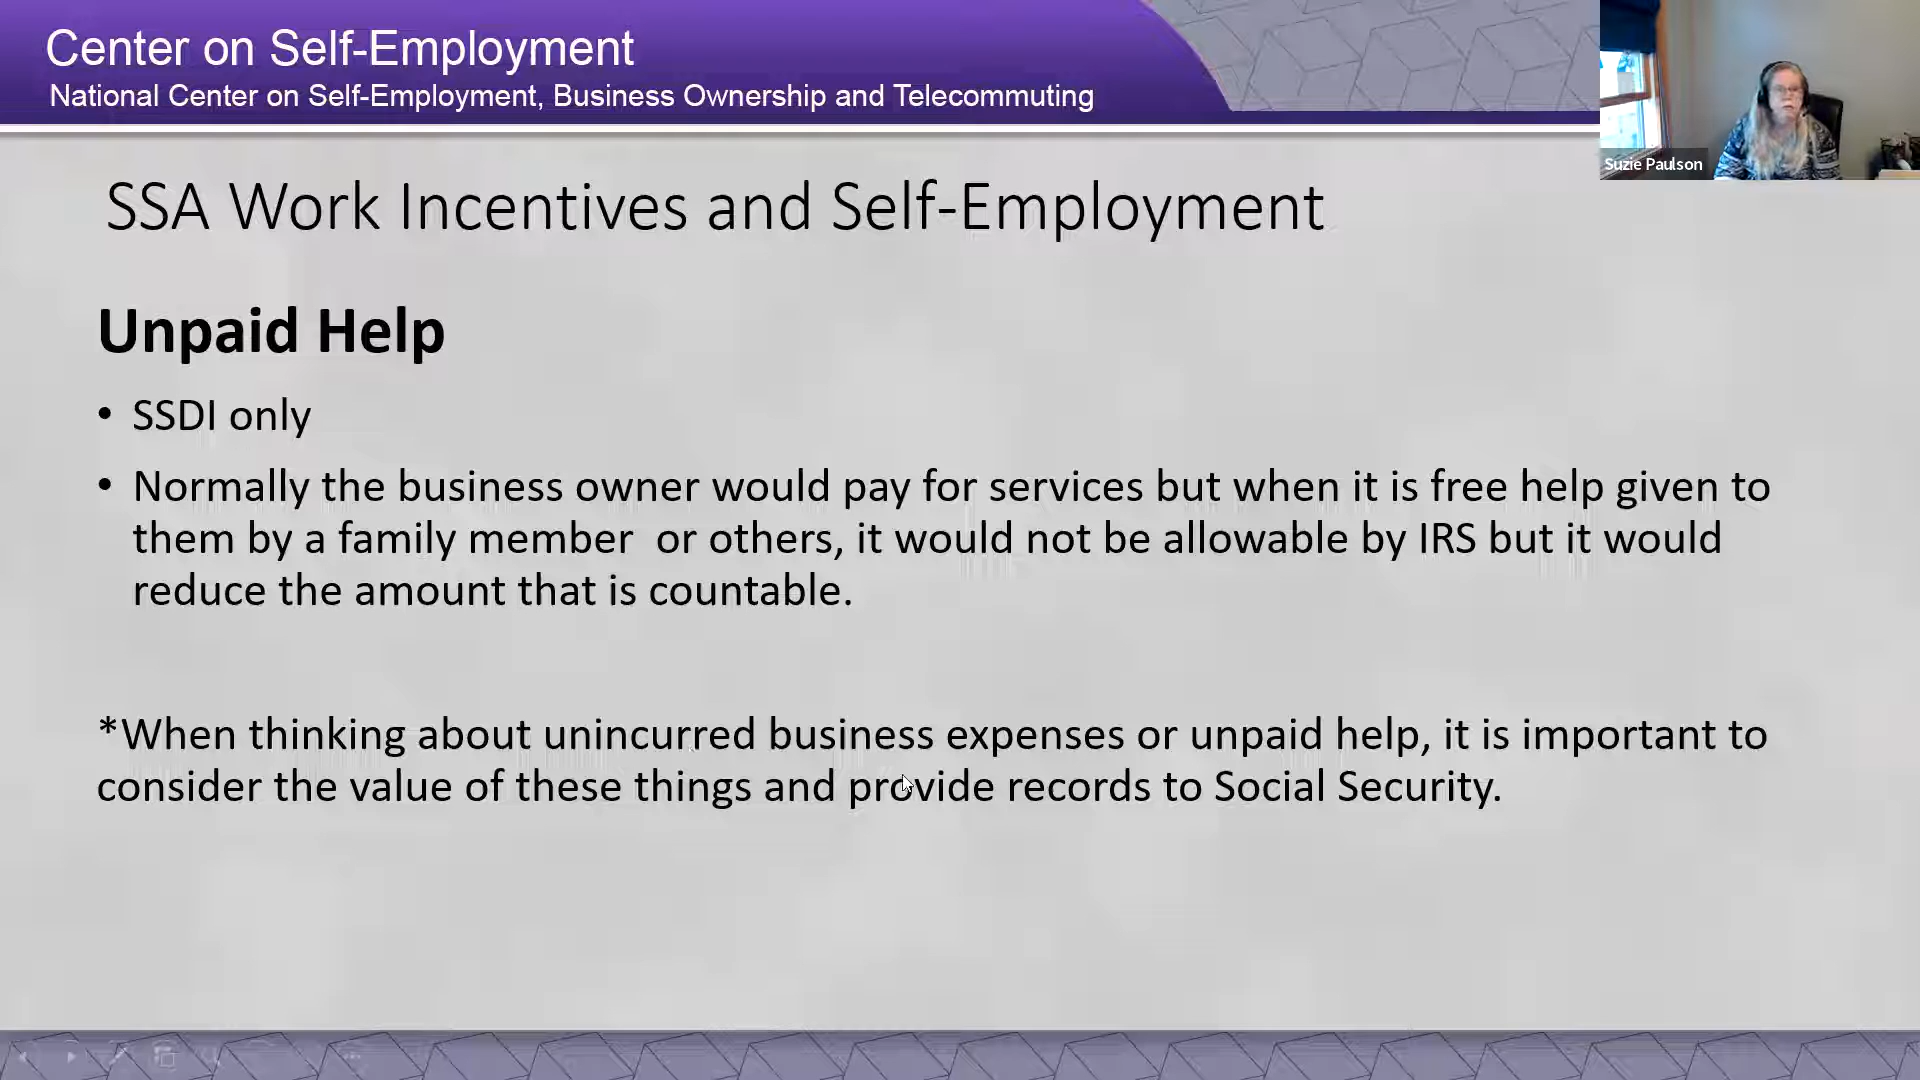 Center on Self-Employment
National Center on Self-Employment, Business Ownership and Telecommuting
Suzie Paulson
SSA Work Incentives and Self-Employment
Unpaid Help
• SSDI only
• Normally the business owner would pay for services but when it is free help given to
them by a family member  or others, it would not be allowable by IRS but it would
reduce the amount that is countable.
*When thinking about unincurred business expenses or unpaid help, it is important to
consider the value of these things and provide records to Social Security.